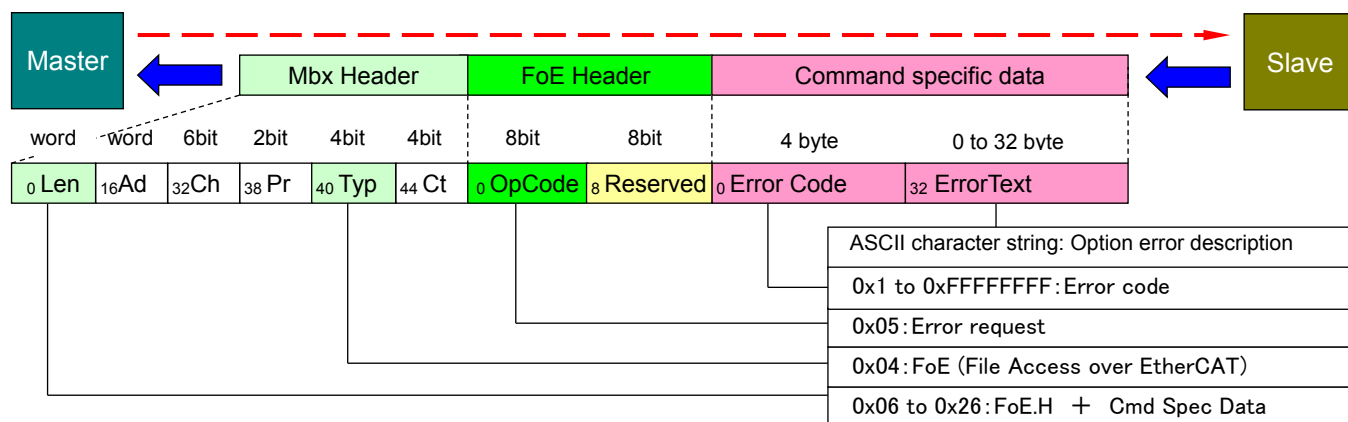 Master
Slave
Mbx Header FoE Header Command specific data
word word 6bit 2bit 4bit 4bit 8bit 8bit 4 byte 0 to 32 byte
0 Len 16Ad 32Ch 38 Pr 40 Typ 44 Ct 0 OpCode 8 Reserved 0 Error Code 32 ErrorText
ASCII character string: Option error description
0x1 to 0xFFFFFFFF:Error code
0x05:Error request
0x04:FoE (File Access over EtherCAT)
0x06 to 0x26:FoE.H + Cmd Spec Data